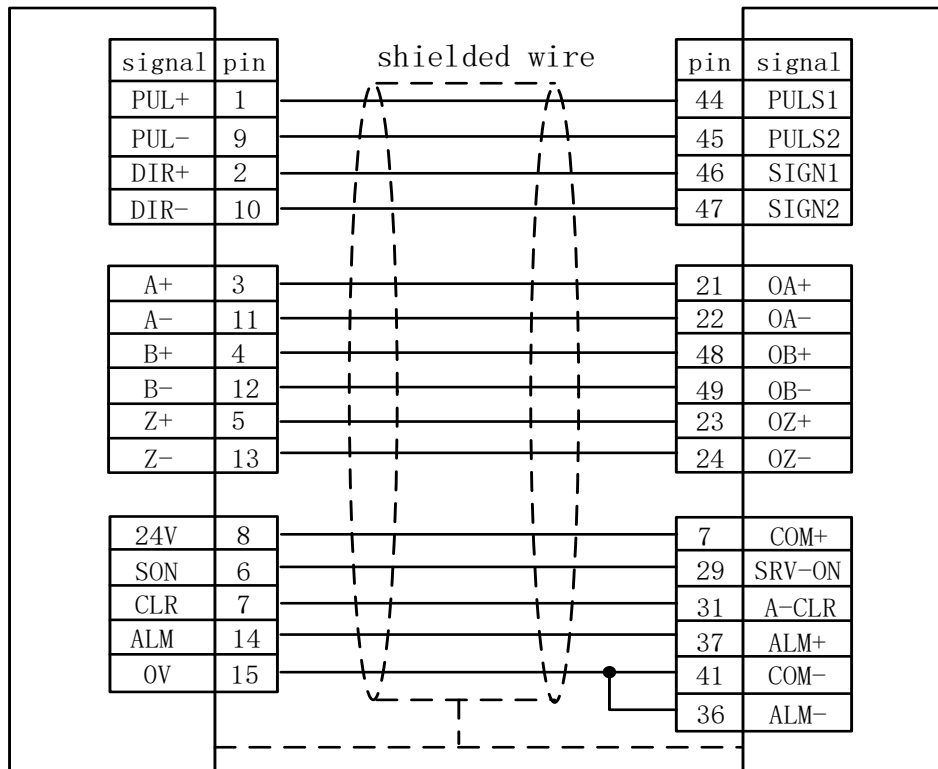 shielded wire
signal pin pin signal
PUL+ 1 44 PULS1
PUL- 9 45 PULS2
DIR+ 2 46 SIGN1
DIR- 10 47 SIGN2
A+ 3 21 OA+
A- 11 22 OA-
B+ 4 48 OB+
B- 12 49 OB-
Z+ 5 23 OZ+
Z- 13 24 OZ-
24V 8 7 COM+
SON 6 29 SRV-ON
CLR 7 31 A-CLR
ALM 14 37 ALM+
0V 15 41 COM-
36 ALM-